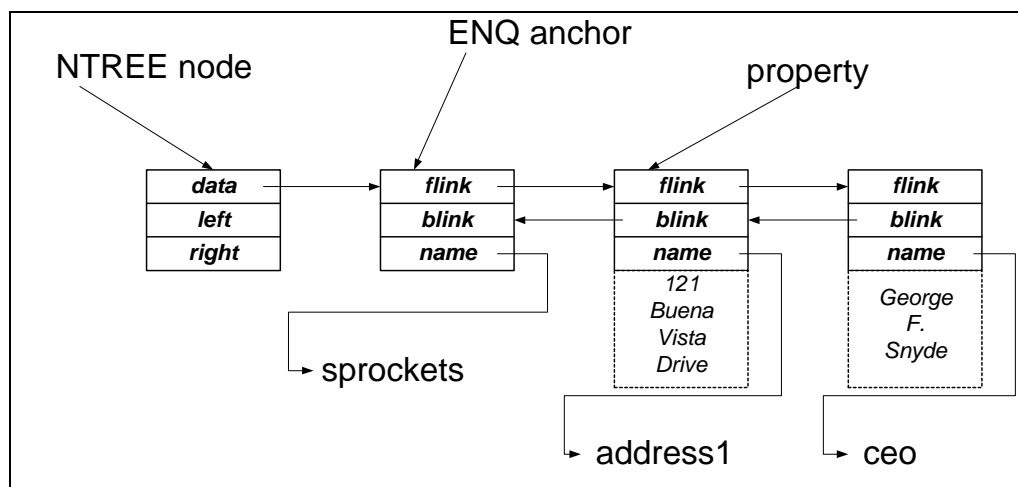 ENQ anchor
NTREE node
property
data
flink
flink
flink
left
blink
blink
blink
right
name
name
name
121
Buena
Vista
Drive
George
F.
Snyde
sprockets
address1
ceo